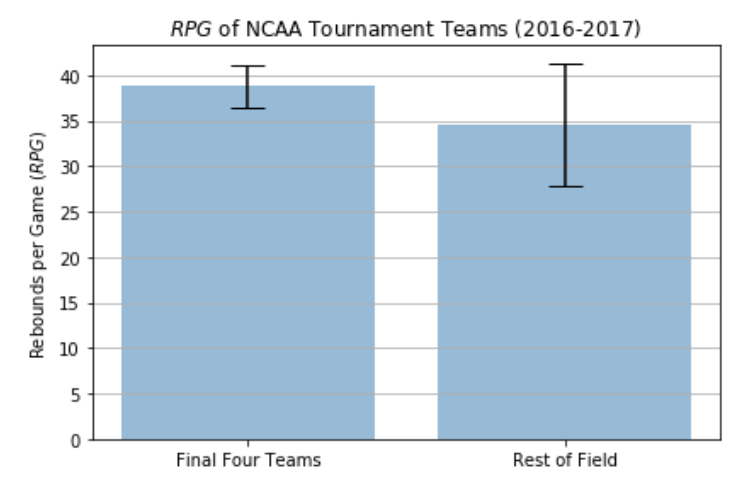 RPG of NCAA Tournament Teams (2016-2017)
Rebounds per Game (RPG)
40
35
30
25
20
15
10
5
0
Final Four Teams
Rest of Field